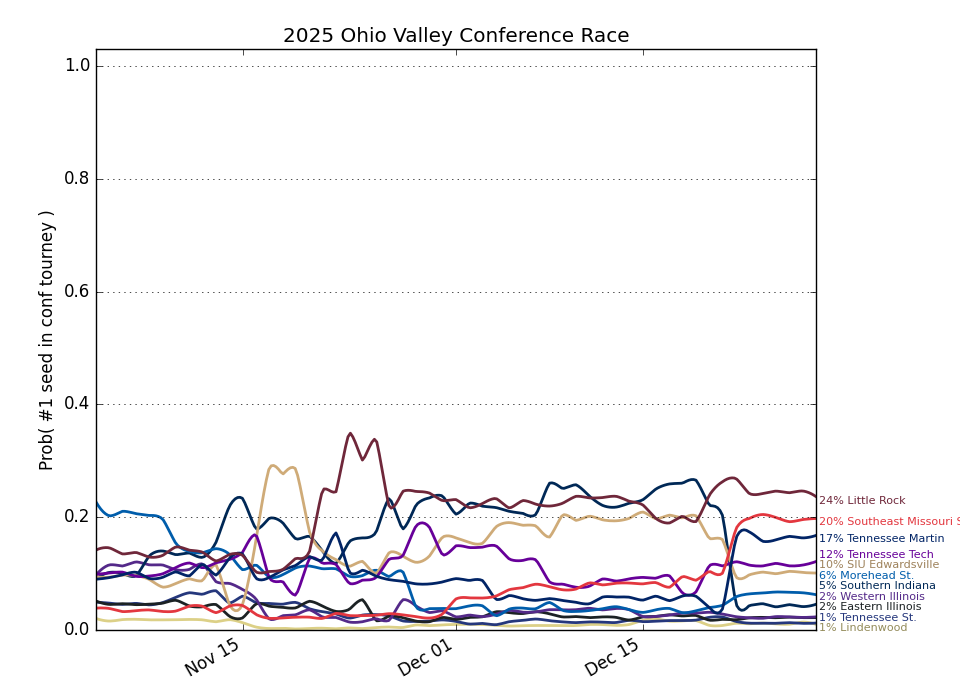 2025 Ohio Valley Conference Race
Prob( #1 seed in conf tourney )
1.0
0.8
0.6
0.4
0.2
0.0
Nov 15
Dec 01
Dec 15
24% Little Rock
20% Southeast Missouri S
17% Tennessee Martin
12% Tennessee Tech
10% SIU Edwardsville
6% Morehead St.
5% Southern Indiana
2% Western Illinois
2% Eastern Illinois
1% Tennessee St.
1% Lindenwood